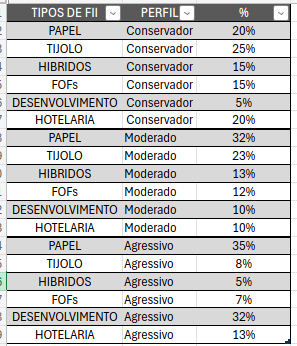 TIPOS DE FII PERFIL %
PAPEL Conservador 20%
TIJOLO Conservador 25%
HIBRIDOS Conservador 15%
FOFs Conservador 15%
DESENVOLVIMENTO Conservador 5%
HOTELARIA Conservador 20%
PAPEL Moderado 32%
TIJOLO Moderado 23%
HIBRIDOS Moderado 13%
FOFs Moderado 12%
DESENVOLVIMENTO Moderado 10%
HOTELARIA Moderado 10%
PAPEL Agressivo 35%
TIJOLO Agressivo 8%
HIBRIDOS Agressivo 5%
FOFs Agressivo 7%
DESENVOLVIMENTO Agressivo 32%
HOTELARIA Agressivo 13%